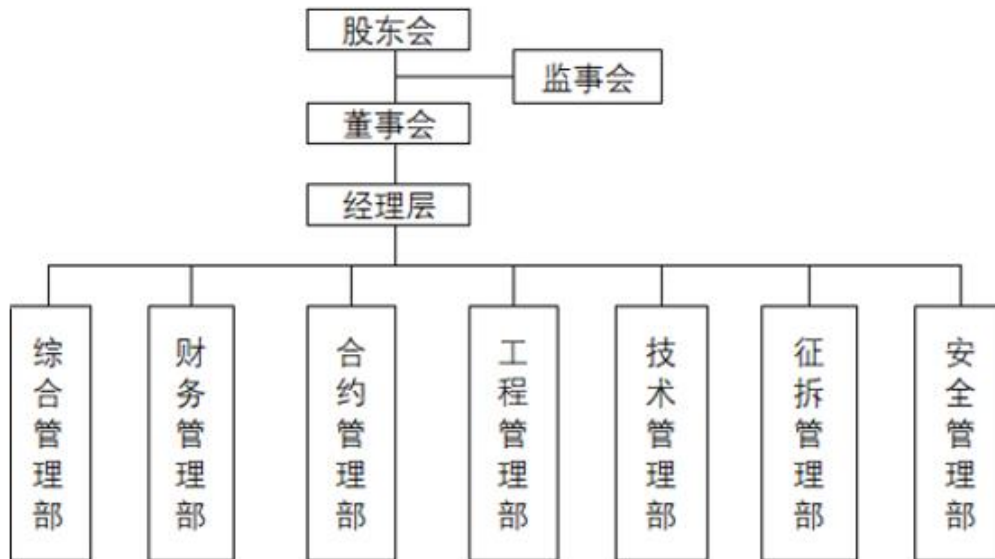 股东会
监事会
董事会
经理层
综合管理部
财务管理部
合约管理部
工程管理部
技术管理部
征拆管理部
安全管理部